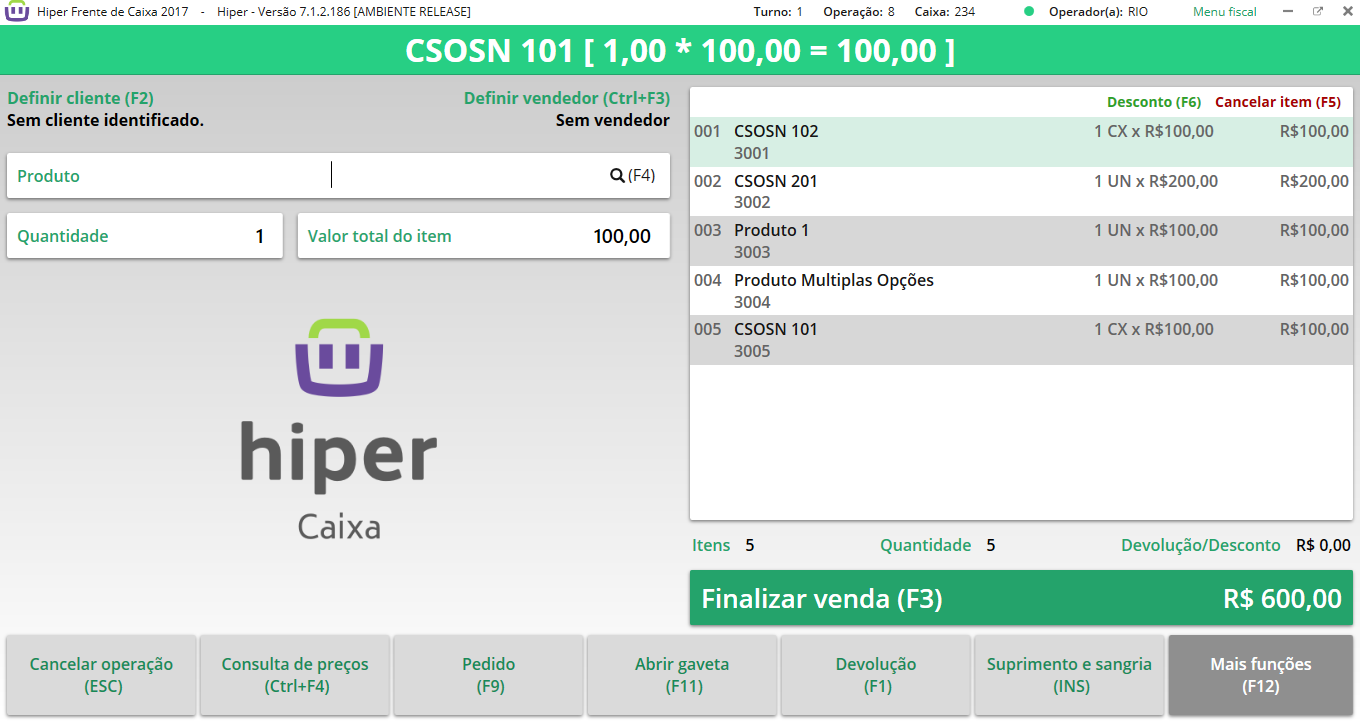 Hiper Frente de Caixa 2017 - Hiper - Versão 7.1.2.186 [AMBIENTE RELEASE] Turno: 1 Operação: 8 Caixa: 234 Operador(a): RIO Menu fiscal
CSOSN 101 [ 1,00 * 100,00 = 100,00 ]
Definir cliente (F2) Definir vendedor (Ctrl+F3)
Sem cliente identificado. Sem vendedor
Produto (F4)
Quantidade 1 Valor total do item 100,00
hiper
Caixa
Desconto (F6) Cancelar item (F5)
001 CSOSN 102 1 CX x R$100,00 R$100,00
3001
002 CSOSN 201 1 UN x R$200,00 R$200,00
3002
003 Produto 1 1 UN x R$100,00 R$100,00
3003
004 Produto Multiplas Opções 1 UN x R$100,00 R$100,00
3004
005 CSOSN 101 1 CX x R$100,00 R$100,00
3005
Itens 5 Quantidade 5 Devolução/Desconto R$ 0,00
Finalizar venda (F3) R$ 600,00
Cancelar operação
(ESC)
Consulta de preços
(Ctrl+F4)
Pedido
(F9)
Abrir gaveta
(F11)
Devolução
(F1)
Suprimento e sangria
(INS)
Mais funções
(F12)